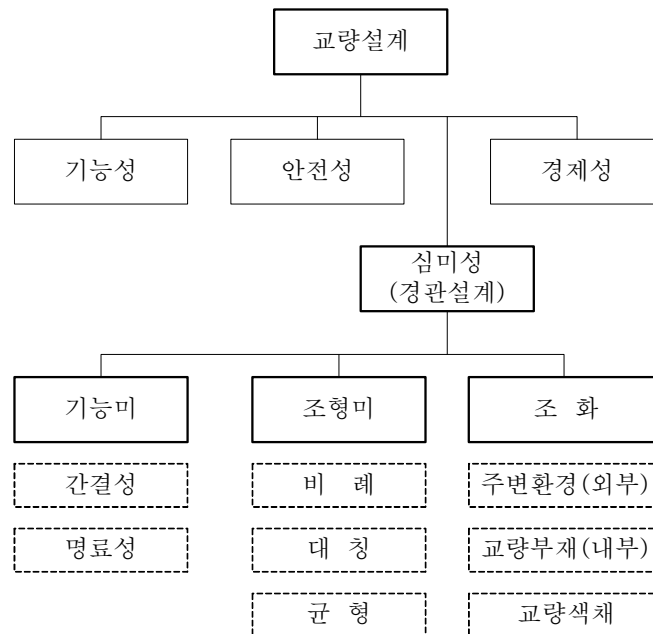 교량설계
기능성
안전성
경제성
심미성
(경관설계)
기능미
조형미
조 화
간결성
비 례
주변환경(외부)
명료성
대 칭
교량부재(내부)
균 형
교량색채